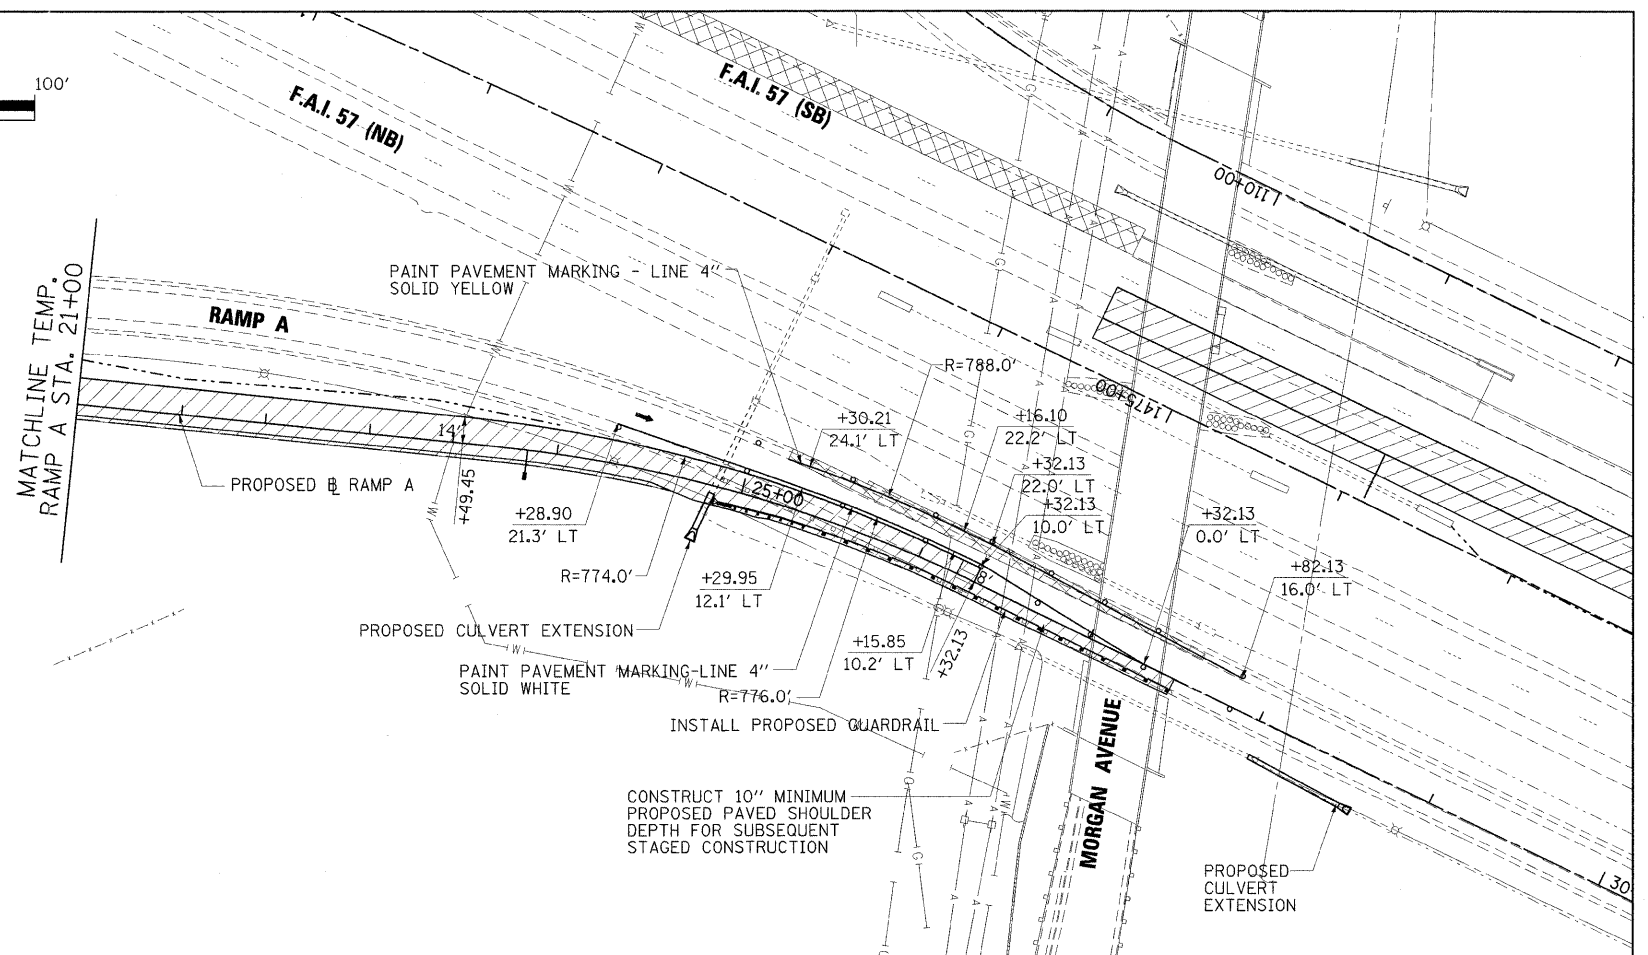 100'
F.A.I. 57 (NB)
F.A.I. 57 (SB)
110+00
MATCHLINE TEMP.
RAMP A STA. 21+00
PAINT PAVEMENT MARKING - LINE 4"
SOLID YELLOW
RAMP A
R=788.0'
1475+00
+30.21
24.1' LT
+16.10
22.2' LT
14'
+32.13
22.0' LT
PROPOSED ⅊ RAMP A
+49.45
25+00
+32.13
10.0' LT
+28.90
21.3' LT
+32.13
0.0' LT
R=774.0'
+29.95
12.1' LT
8'
+82.13
16.0' LT
PROPOSED CULVERT EXTENSION
+15.85
10.2' LT
+32.13
PAINT PAVEMENT MARKING-LINE 4"
SOLID WHITE
R=776.0'
INSTALL PROPOSED GUARDRAIL
MORGAN AVENUE
CONSTRUCT 10" MINIMUM
PROPOSED PAVED SHOULDER
DEPTH FOR SUBSEQUENT
STAGED CONSTRUCTION
PROPOSED
CULVERT
EXTENSION
30